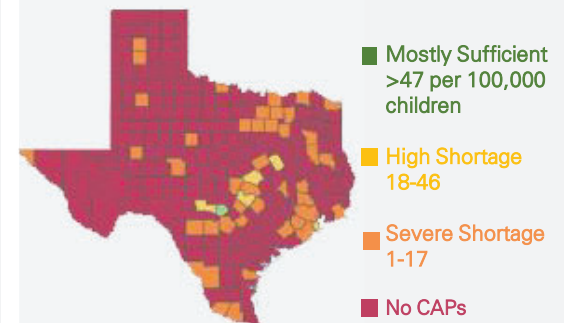 Mostly Sufficient
>47 per 100,000
children
High Shortage
18-46
Severe Shortage
1-17
No CAPs